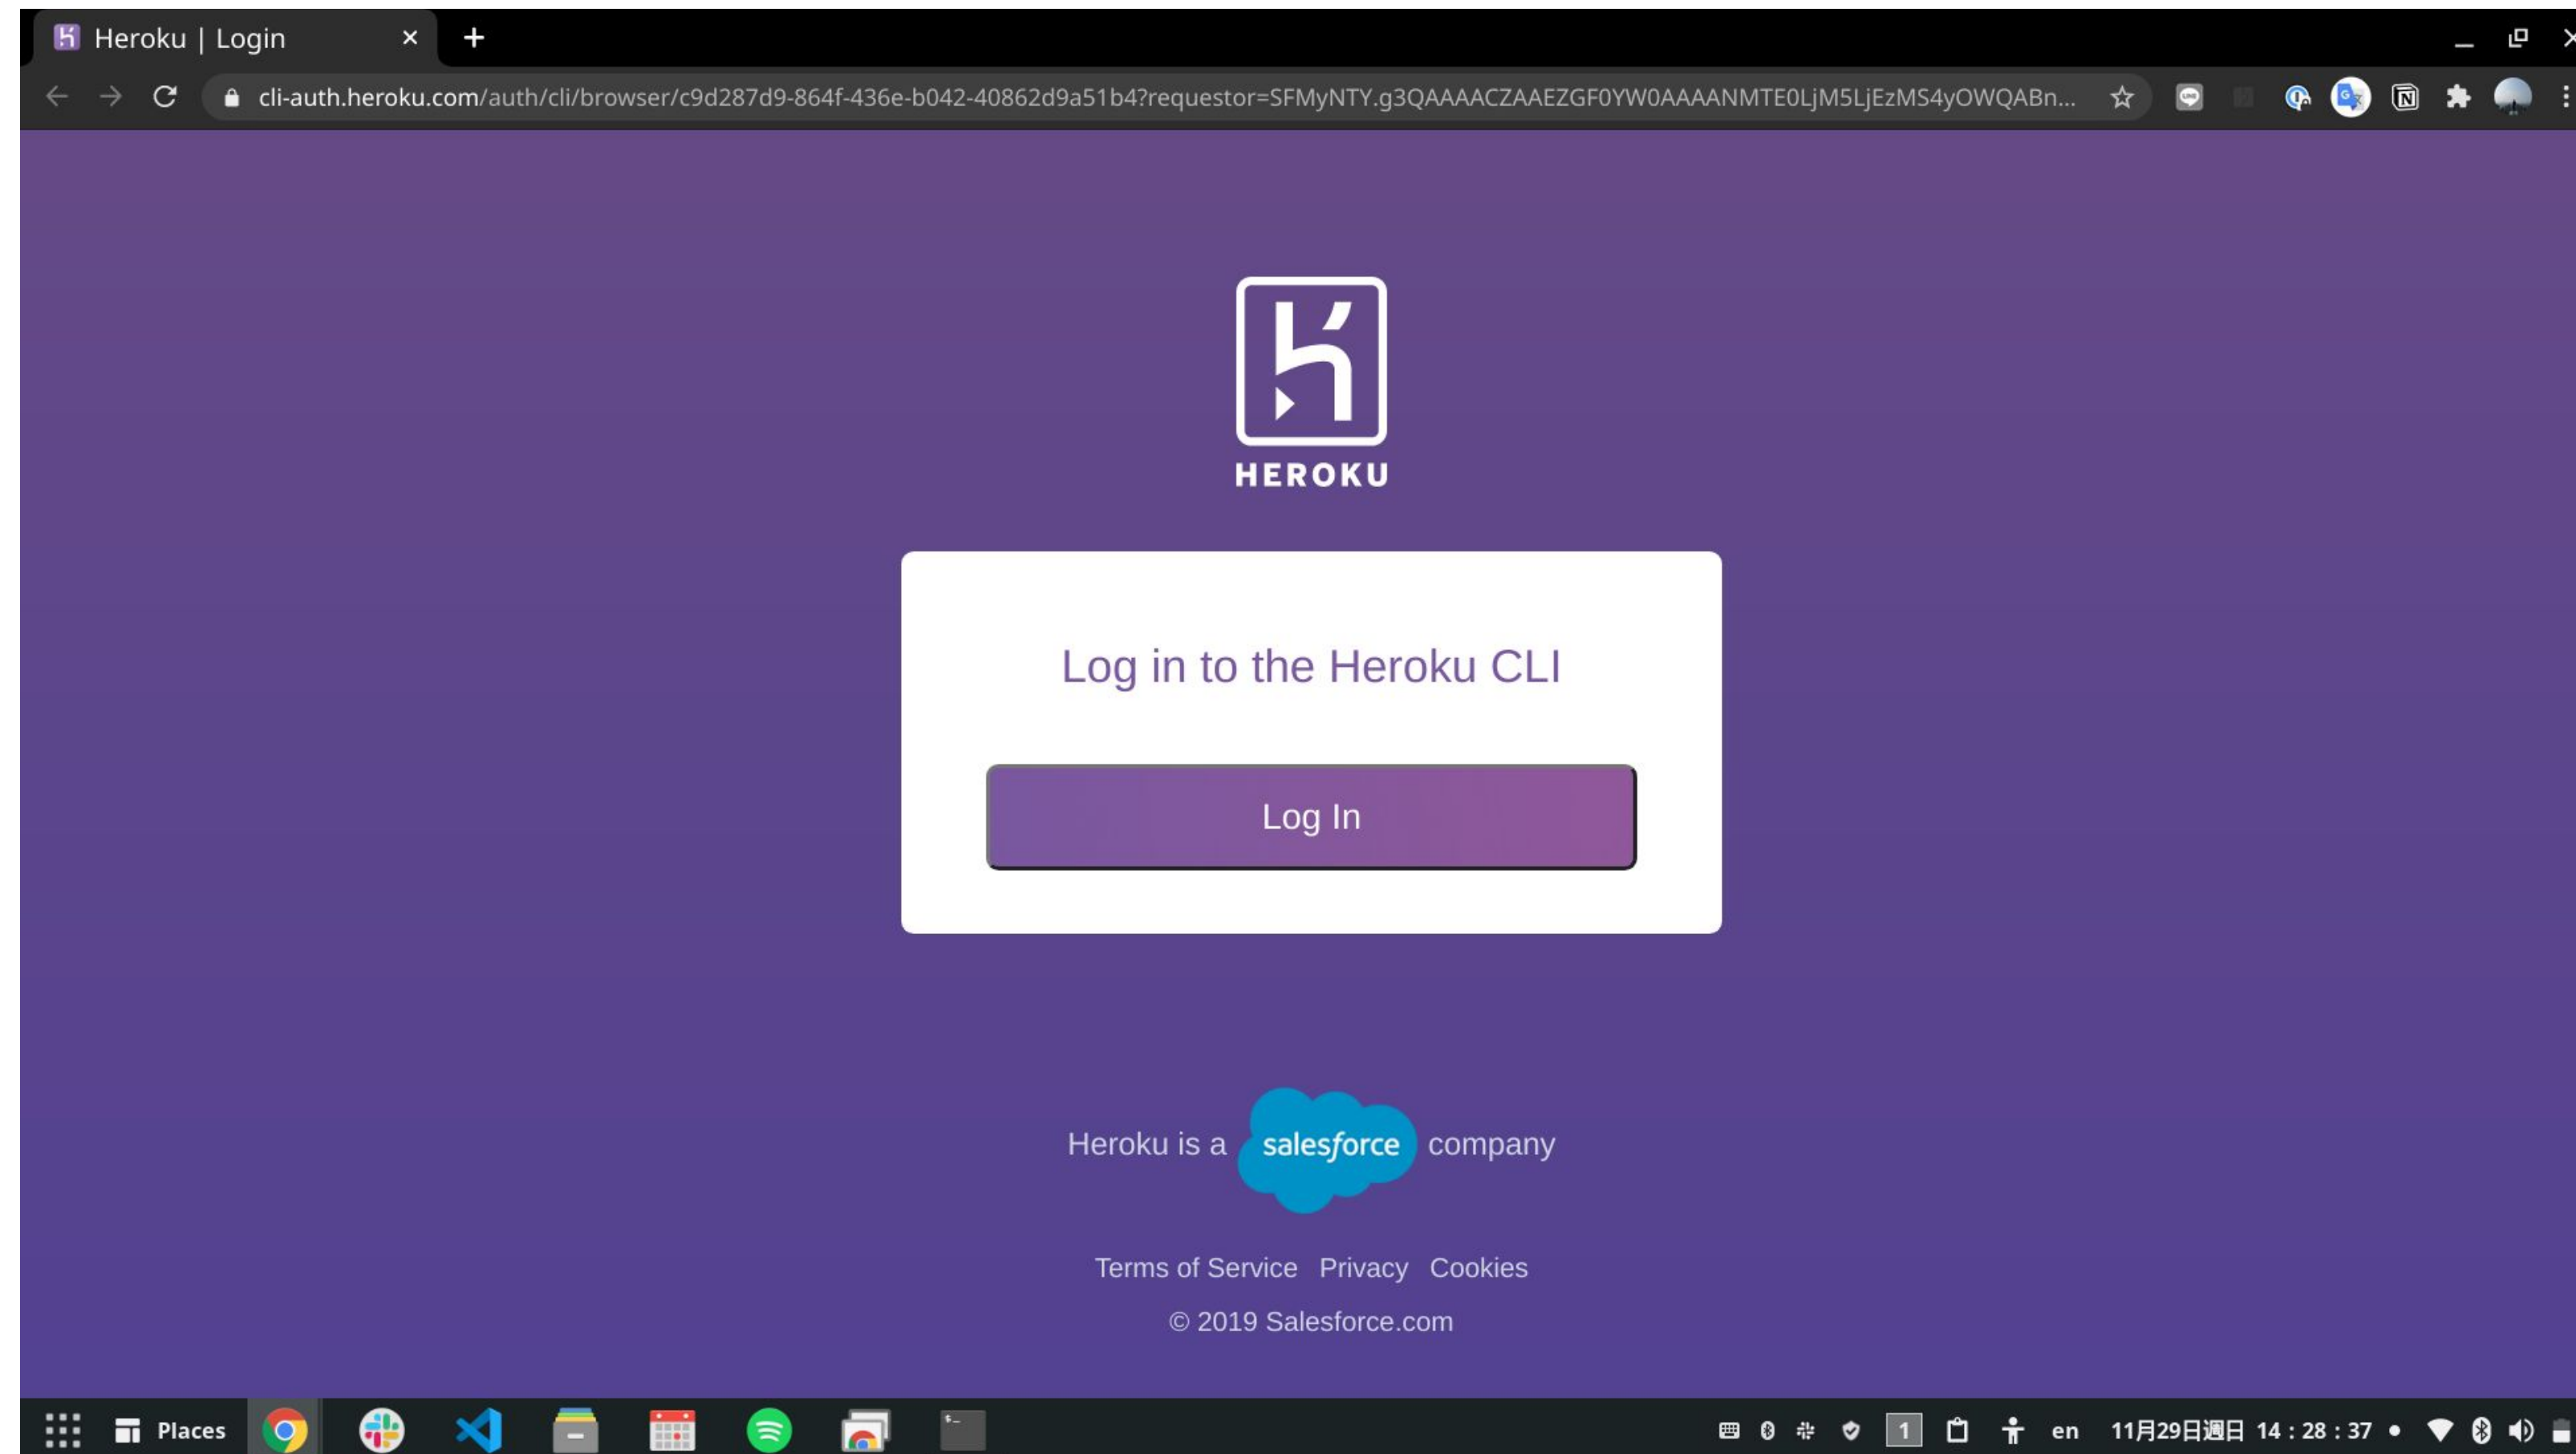 Heroku | Login
cli-auth.heroku.com/auth/cli/browser/c9d287d9-864f-436e-b042-40862d9a51b4?requestor=SFMyNTY.g3QAAAACZAAEZGF0YW0AAAANMTE0LjM5LjEzMS4yOWQABn...
HEROKU
Log in to the Heroku CLI
Log In
Heroku is a salesforce company
Terms of Service Privacy Cookies
© 2019 Salesforce.com
Places 1 en 11月29日週日 14：28：37